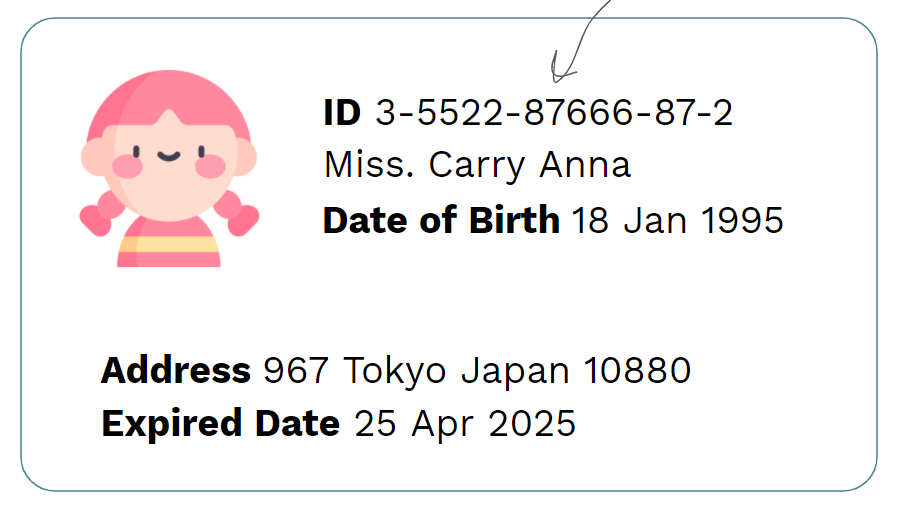 ID 3-5522-87666-87-2
Miss. Carry Anna
Date of Birth 18 Jan 1995
Address 967 Tokyo Japan 10880
Expired Date 25 Apr 2025